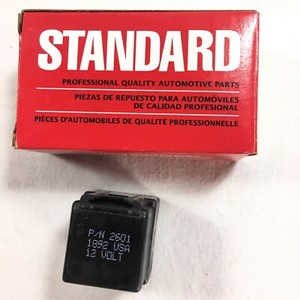 STANDARD
PROFESSIONAL QUALITY AUTOMOTIVE PARTS
PIEZAS DE REPUESTO PARA AUTOMÓVILES
DE CALIDAD PROFESIONAL
PIÈCES D'AUTOMOBILES DE QUALITÉ PROFESSIONNELLE
P/N 2601
1892 USA
12 VOLT